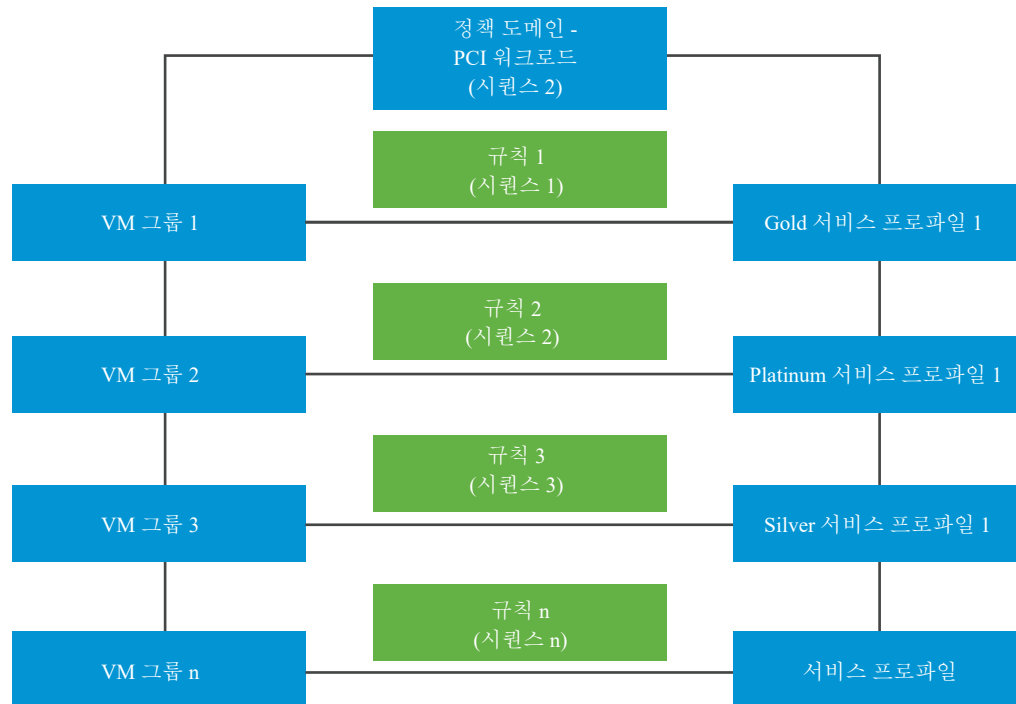 정책 도메인 -
PCI 워크로드
(시퀀스 2)
규칙 1
(시퀀스 1)
VM 그룹 1
Gold 서비스 프로파일 1
규칙 2
(시퀀스 2)
VM 그룹 2
Platinum 서비스 프로파일 1
규칙 3
(시퀀스 3)
VM 그룹 3
Silver 서비스 프로파일 1
규칙 n
(시퀀스 n)
VM 그룹 n
서비스 프로파일